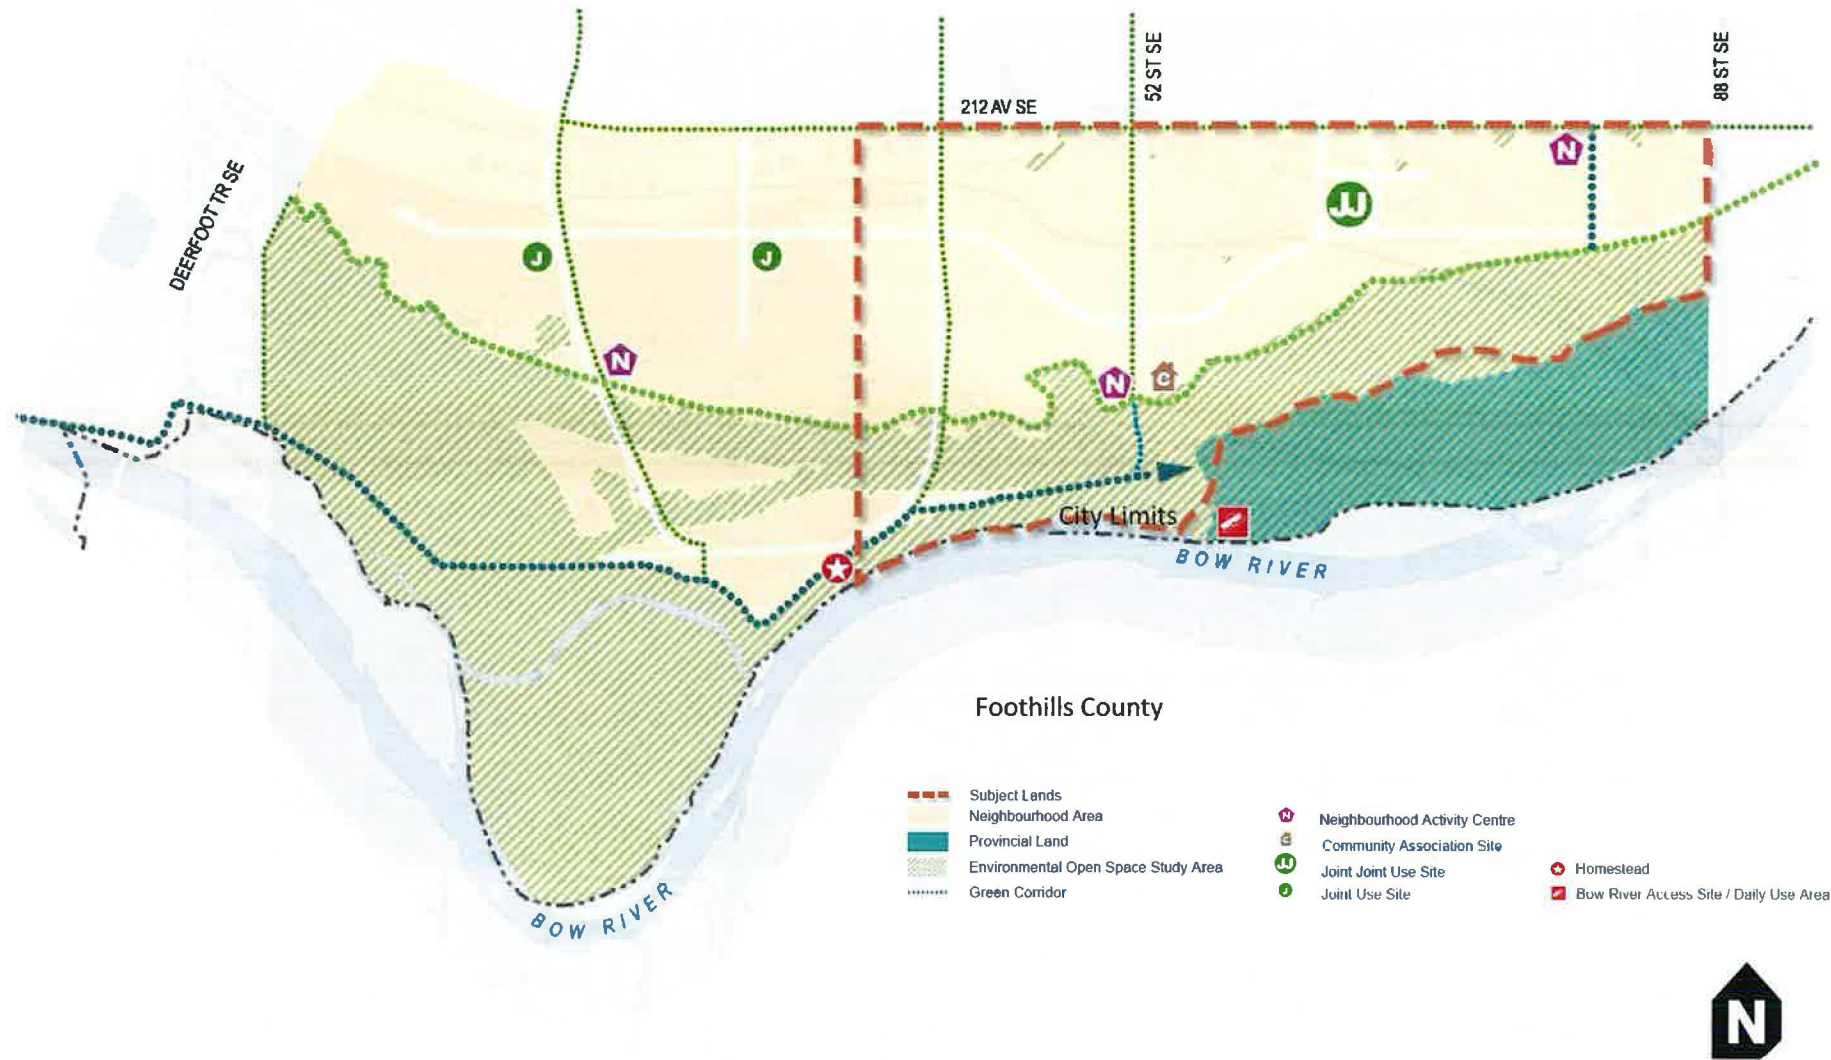 52 ST SE
88 ST SE
212 AV SE
N
DEERFOOT TR SE
JJ
J
J
N
N
C
City Limits
BOW RIVER
Foothills County
Subject Lands
Neighbourhood Area
Provincial Land
Environmental Open Space Study Area
Green Corridor
N Neighbourhood Activity Centre
C Community Association Site
JJ Joint Joint Use Site
J Joint Use Site
Homestead
Bow River Access Site / Daily Use Area
BOW RIVER
N